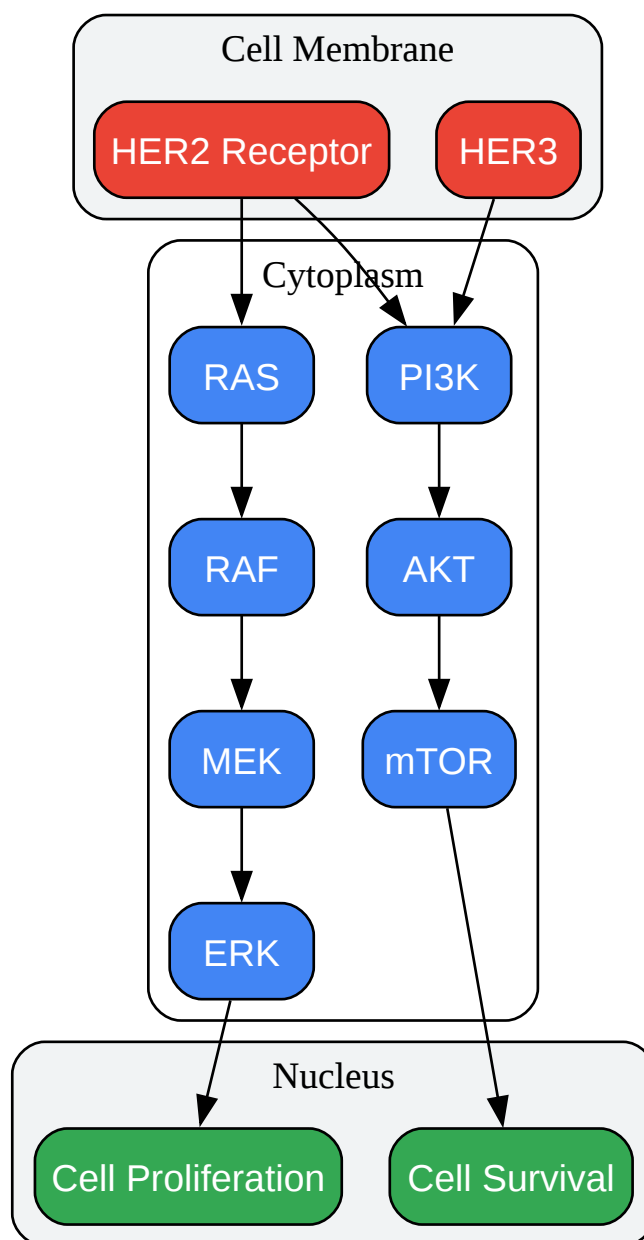 Cell Membrane
HER2 Receptor
HER3
Cytoplasm
RAS
PI3K
RAF
AKT
MEK
mTOR
ERK
Nucleus
Cell Proliferation
Cell Survival